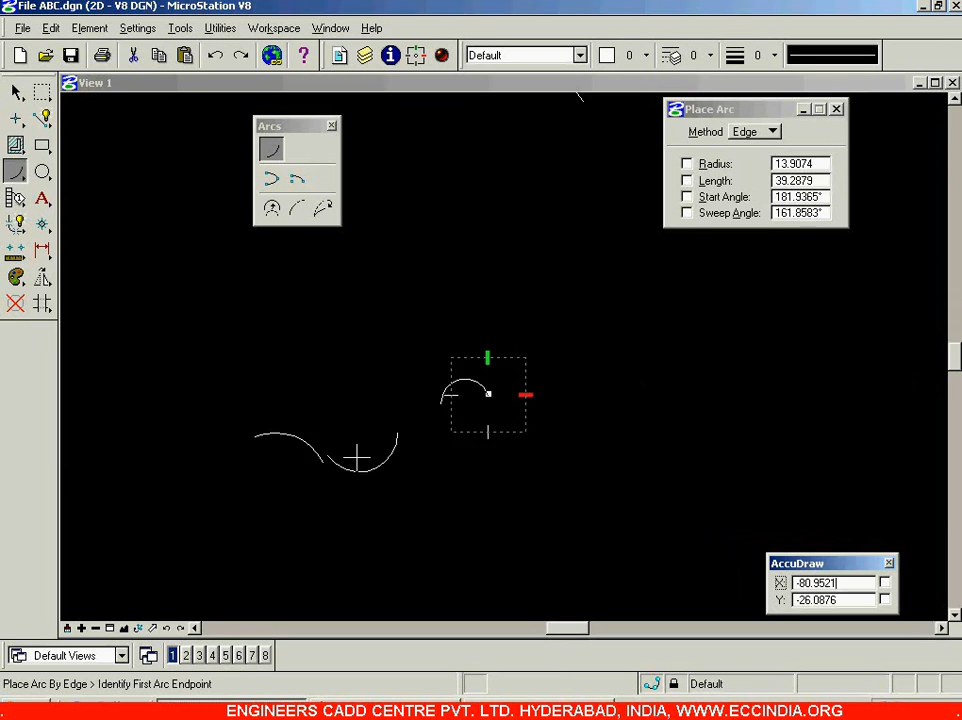 File ABC.dgn (2D - V8 DGN) - MicroStation V8
File Edit Element Settings Tools Utilities Workspace Window Help
Default 0 0 0
View 1
Arcs
Place Arc
Method Edge
Radius: 13.9074
Length: 39.2879
Start Angle: 181.9365°
Sweep Angle: 161.8583°
AccuDraw
X: -80.9521
Y: -26.0876
Default Views 1 2 3 4 5 6 7 8
Place Arc By Edge > Identify First Arc Endpoint Default
ENGINEERS CADD CENTRE PVT. LTD. HYDERABAD, INDIA, WWW.ECCINDIA.ORG